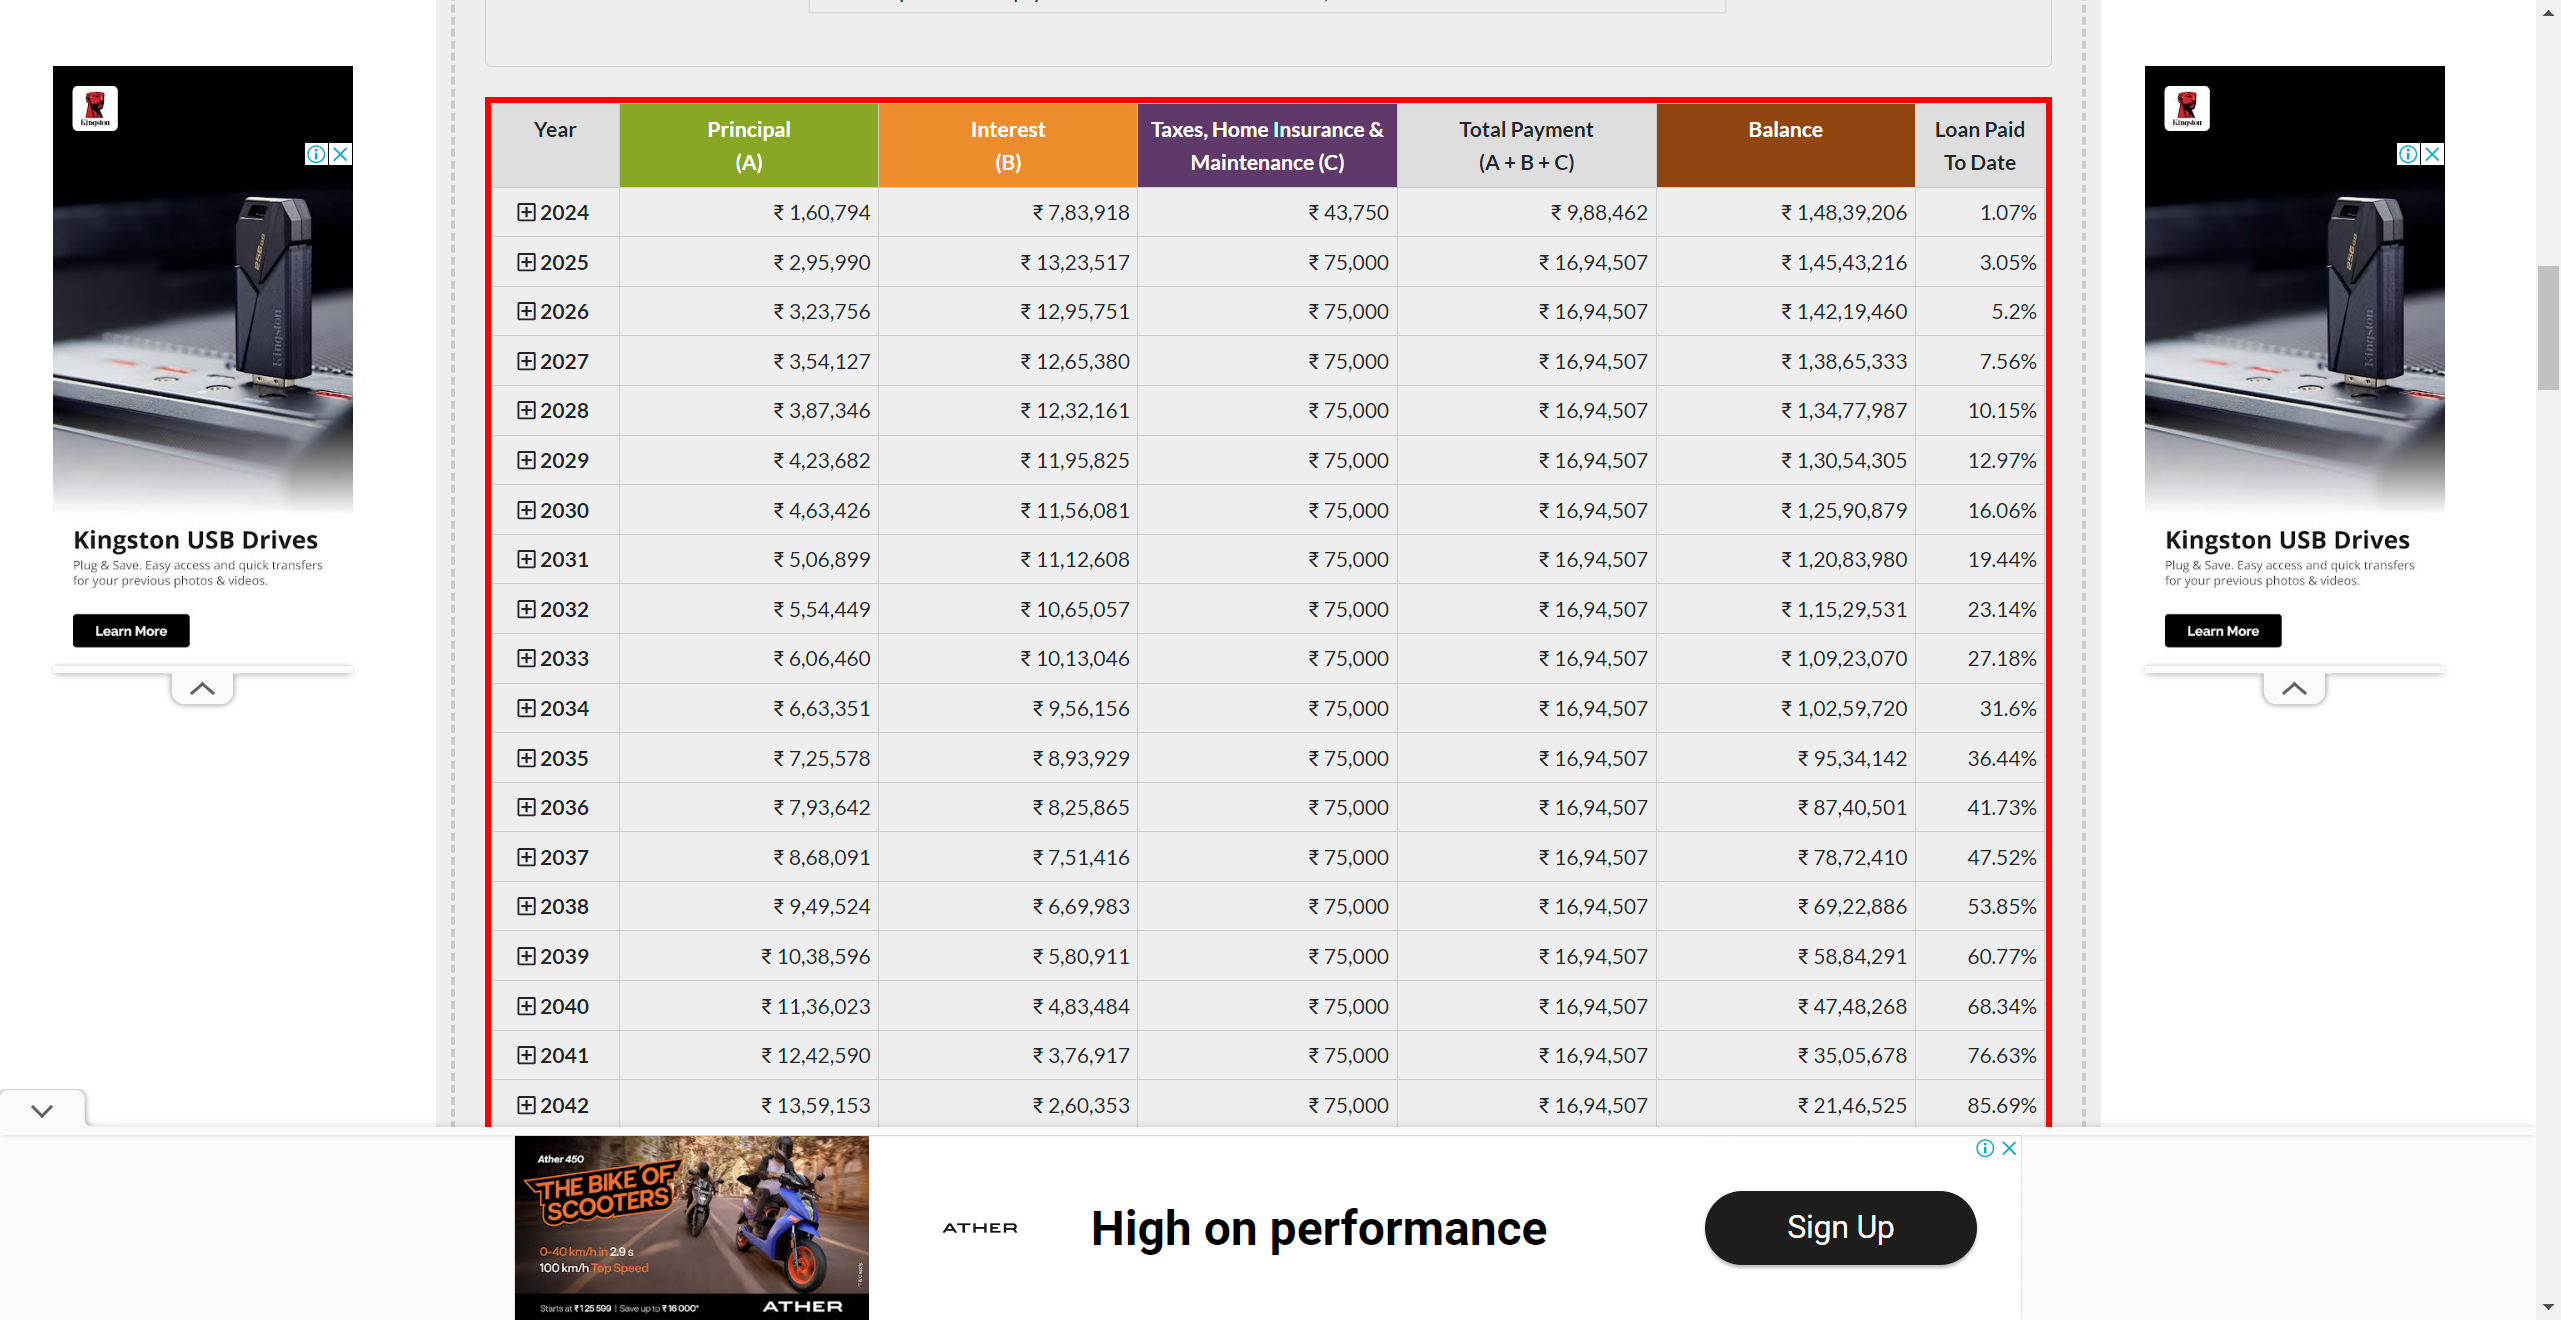 Year Principal (A) Interest (B) Taxes, Home Insurance & Maintenance (C) Total Payment (A + B + C) Balance Loan Paid To Date
2024 ₹ 1,60,794 ₹ 7,83,918 ₹ 43,750 ₹ 9,88,462 ₹ 1,48,39,206 1.07%
2025 ₹ 2,95,990 ₹ 13,23,517 ₹ 75,000 ₹ 16,94,507 ₹ 1,45,43,216 3.05%
2026 ₹ 3,23,756 ₹ 12,95,751 ₹ 75,000 ₹ 16,94,507 ₹ 1,42,19,460 5.2%
2027 ₹ 3,54,127 ₹ 12,65,380 ₹ 75,000 ₹ 16,94,507 ₹ 1,38,65,333 7.56%
2028 ₹ 3,87,346 ₹ 12,32,161 ₹ 75,000 ₹ 16,94,507 ₹ 1,34,77,987 10.15%
2029 ₹ 4,23,682 ₹ 11,95,825 ₹ 75,000 ₹ 16,94,507 ₹ 1,30,54,305 12.97%
2030 ₹ 4,63,426 ₹ 11,56,081 ₹ 75,000 ₹ 16,94,507 ₹ 1,25,90,879 16.06%
2031 ₹ 5,06,899 ₹ 11,12,608 ₹ 75,000 ₹ 16,94,507 ₹ 1,20,83,980 19.44%
2032 ₹ 5,54,449 ₹ 10,65,057 ₹ 75,000 ₹ 16,94,507 ₹ 1,15,29,531 23.14%
2033 ₹ 6,06,460 ₹ 10,13,046 ₹ 75,000 ₹ 16,94,507 ₹ 1,09,23,070 27.18%
2034 ₹ 6,63,351 ₹ 9,56,156 ₹ 75,000 ₹ 16,94,507 ₹ 1,02,59,720 31.6%
2035 ₹ 7,25,578 ₹ 8,93,929 ₹ 75,000 ₹ 16,94,507 ₹ 95,34,142 36.44%
2036 ₹ 7,93,642 ₹ 8,25,865 ₹ 75,000 ₹ 16,94,507 ₹ 87,40,501 41.73%
2037 ₹ 8,68,091 ₹ 7,51,416 ₹ 75,000 ₹ 16,94,507 ₹ 78,72,410 47.52%
2038 ₹ 9,49,524 ₹ 6,69,983 ₹ 75,000 ₹ 16,94,507 ₹ 69,22,886 53.85%
2039 ₹ 10,38,596 ₹ 5,80,911 ₹ 75,000 ₹ 16,94,507 ₹ 58,84,291 60.77%
2040 ₹ 11,36,023 ₹ 4,83,484 ₹ 75,000 ₹ 16,94,507 ₹ 47,48,268 68.34%
2041 ₹ 12,42,590 ₹ 3,76,917 ₹ 75,000 ₹ 16,94,507 ₹ 35,05,678 76.63%
2042 ₹ 13,59,153 ₹ 2,60,353 ₹ 75,000 ₹ 16,94,507 ₹ 21,46,525 85.69%
Kingston
256GB
Kingston
Kingston USB Drives
Plug & Save. Easy access and quick transfers
for your previous photos & videos.
Learn More
Kingston
256GB
Kingston
Kingston USB Drives
Plug & Save. Easy access and quick transfers
for your previous photos & videos.
Learn More
Ather 450
THE BIKE OF
SCOOTERS
0-40 km/h in 2.9 s
100 km/h Top Speed
Starts at ₹125 599 | Save up to ₹16 000*
ATHER
ATHER
High on performance
Sign Up